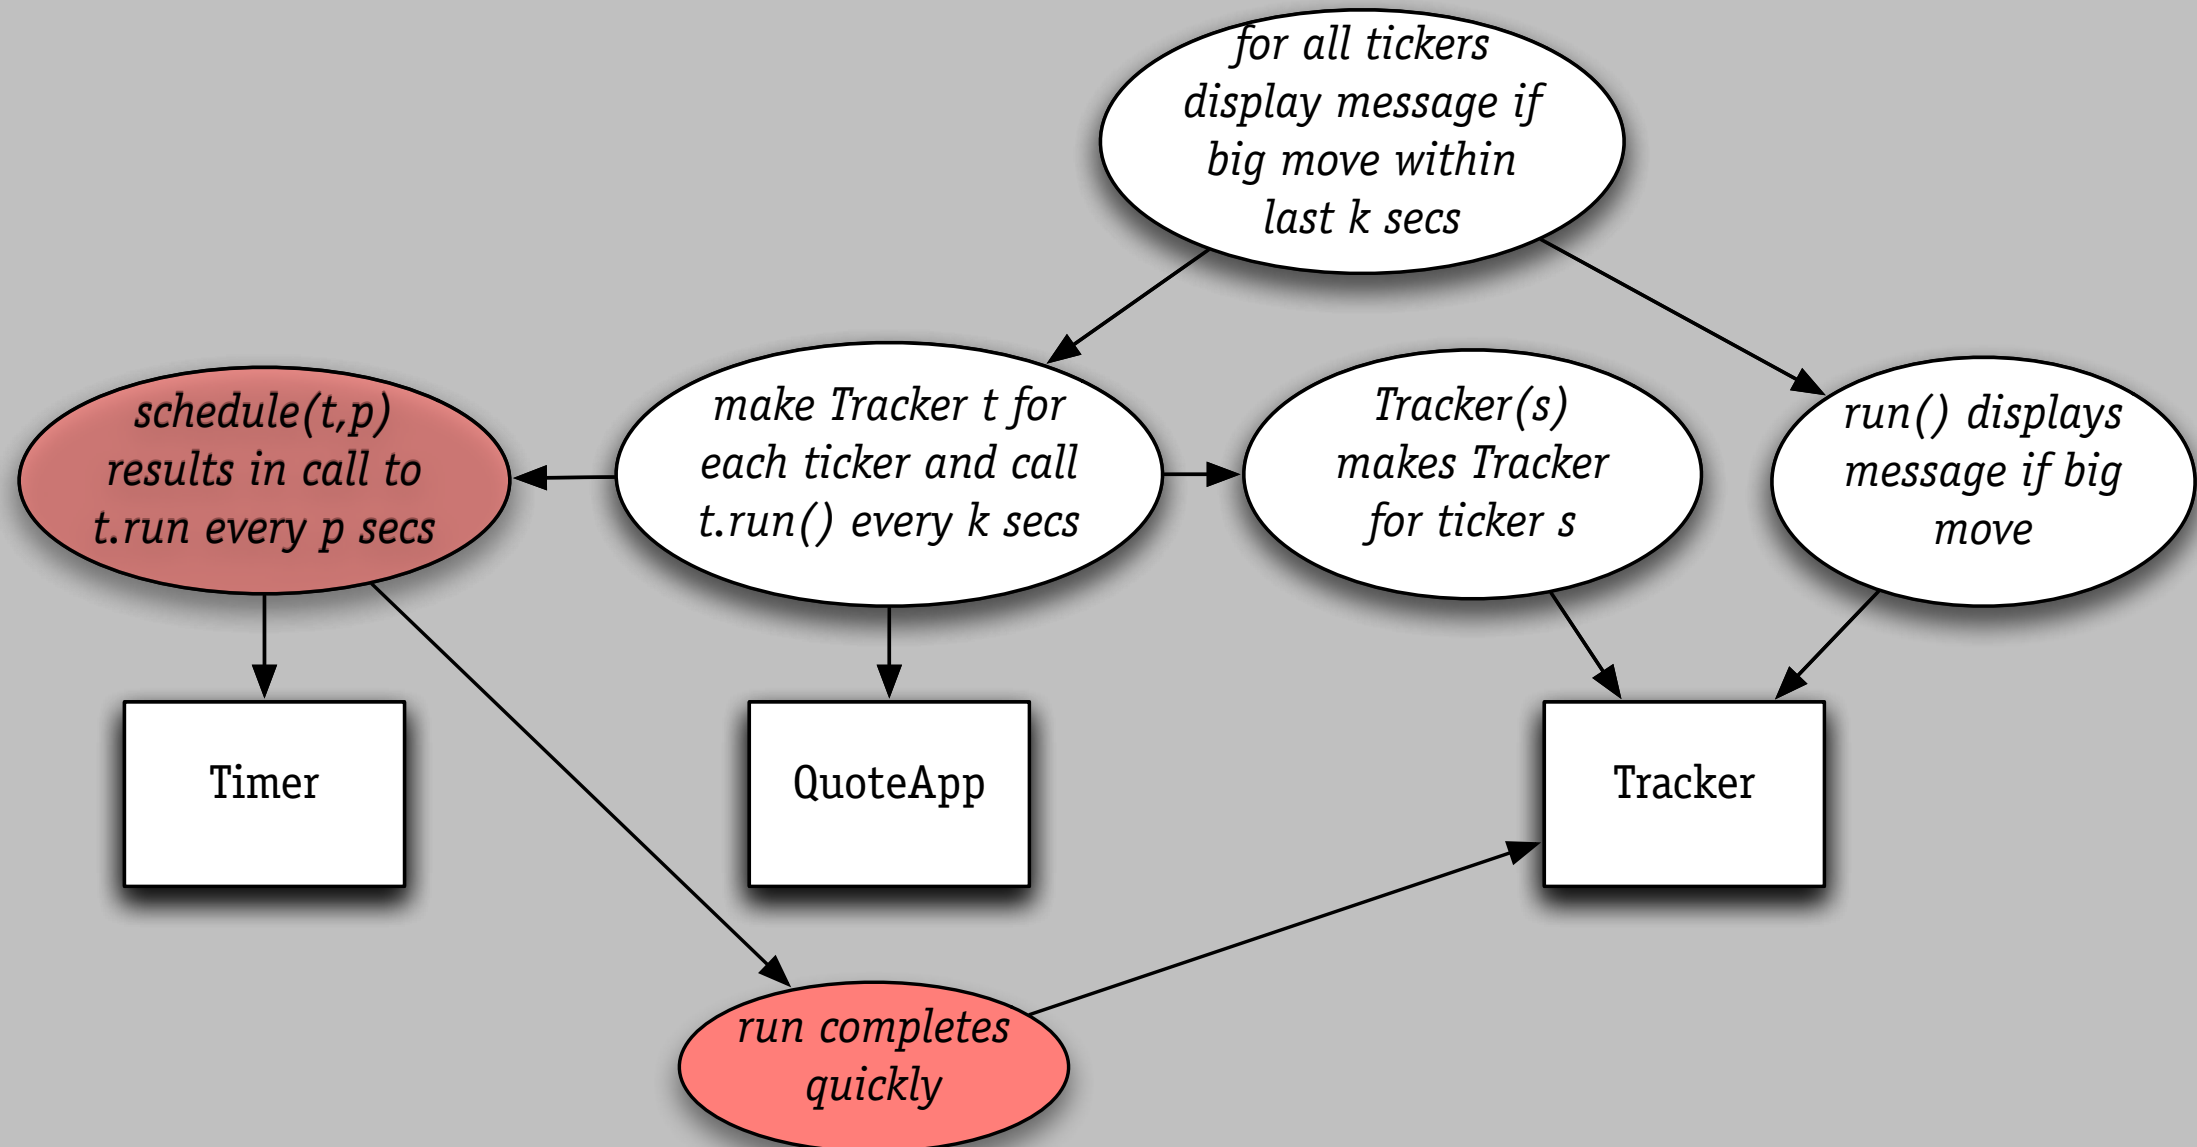 for all tickers
display message if
big move within
last k secs
schedule(t,p)
results in call to
t.run every p secs
make Tracker t for
each ticker and call
t.run() every k secs
Tracker(s)
makes Tracker
for ticker s
run() displays
message if big
move
Timer
QuoteApp
Tracker
run completes
quickly